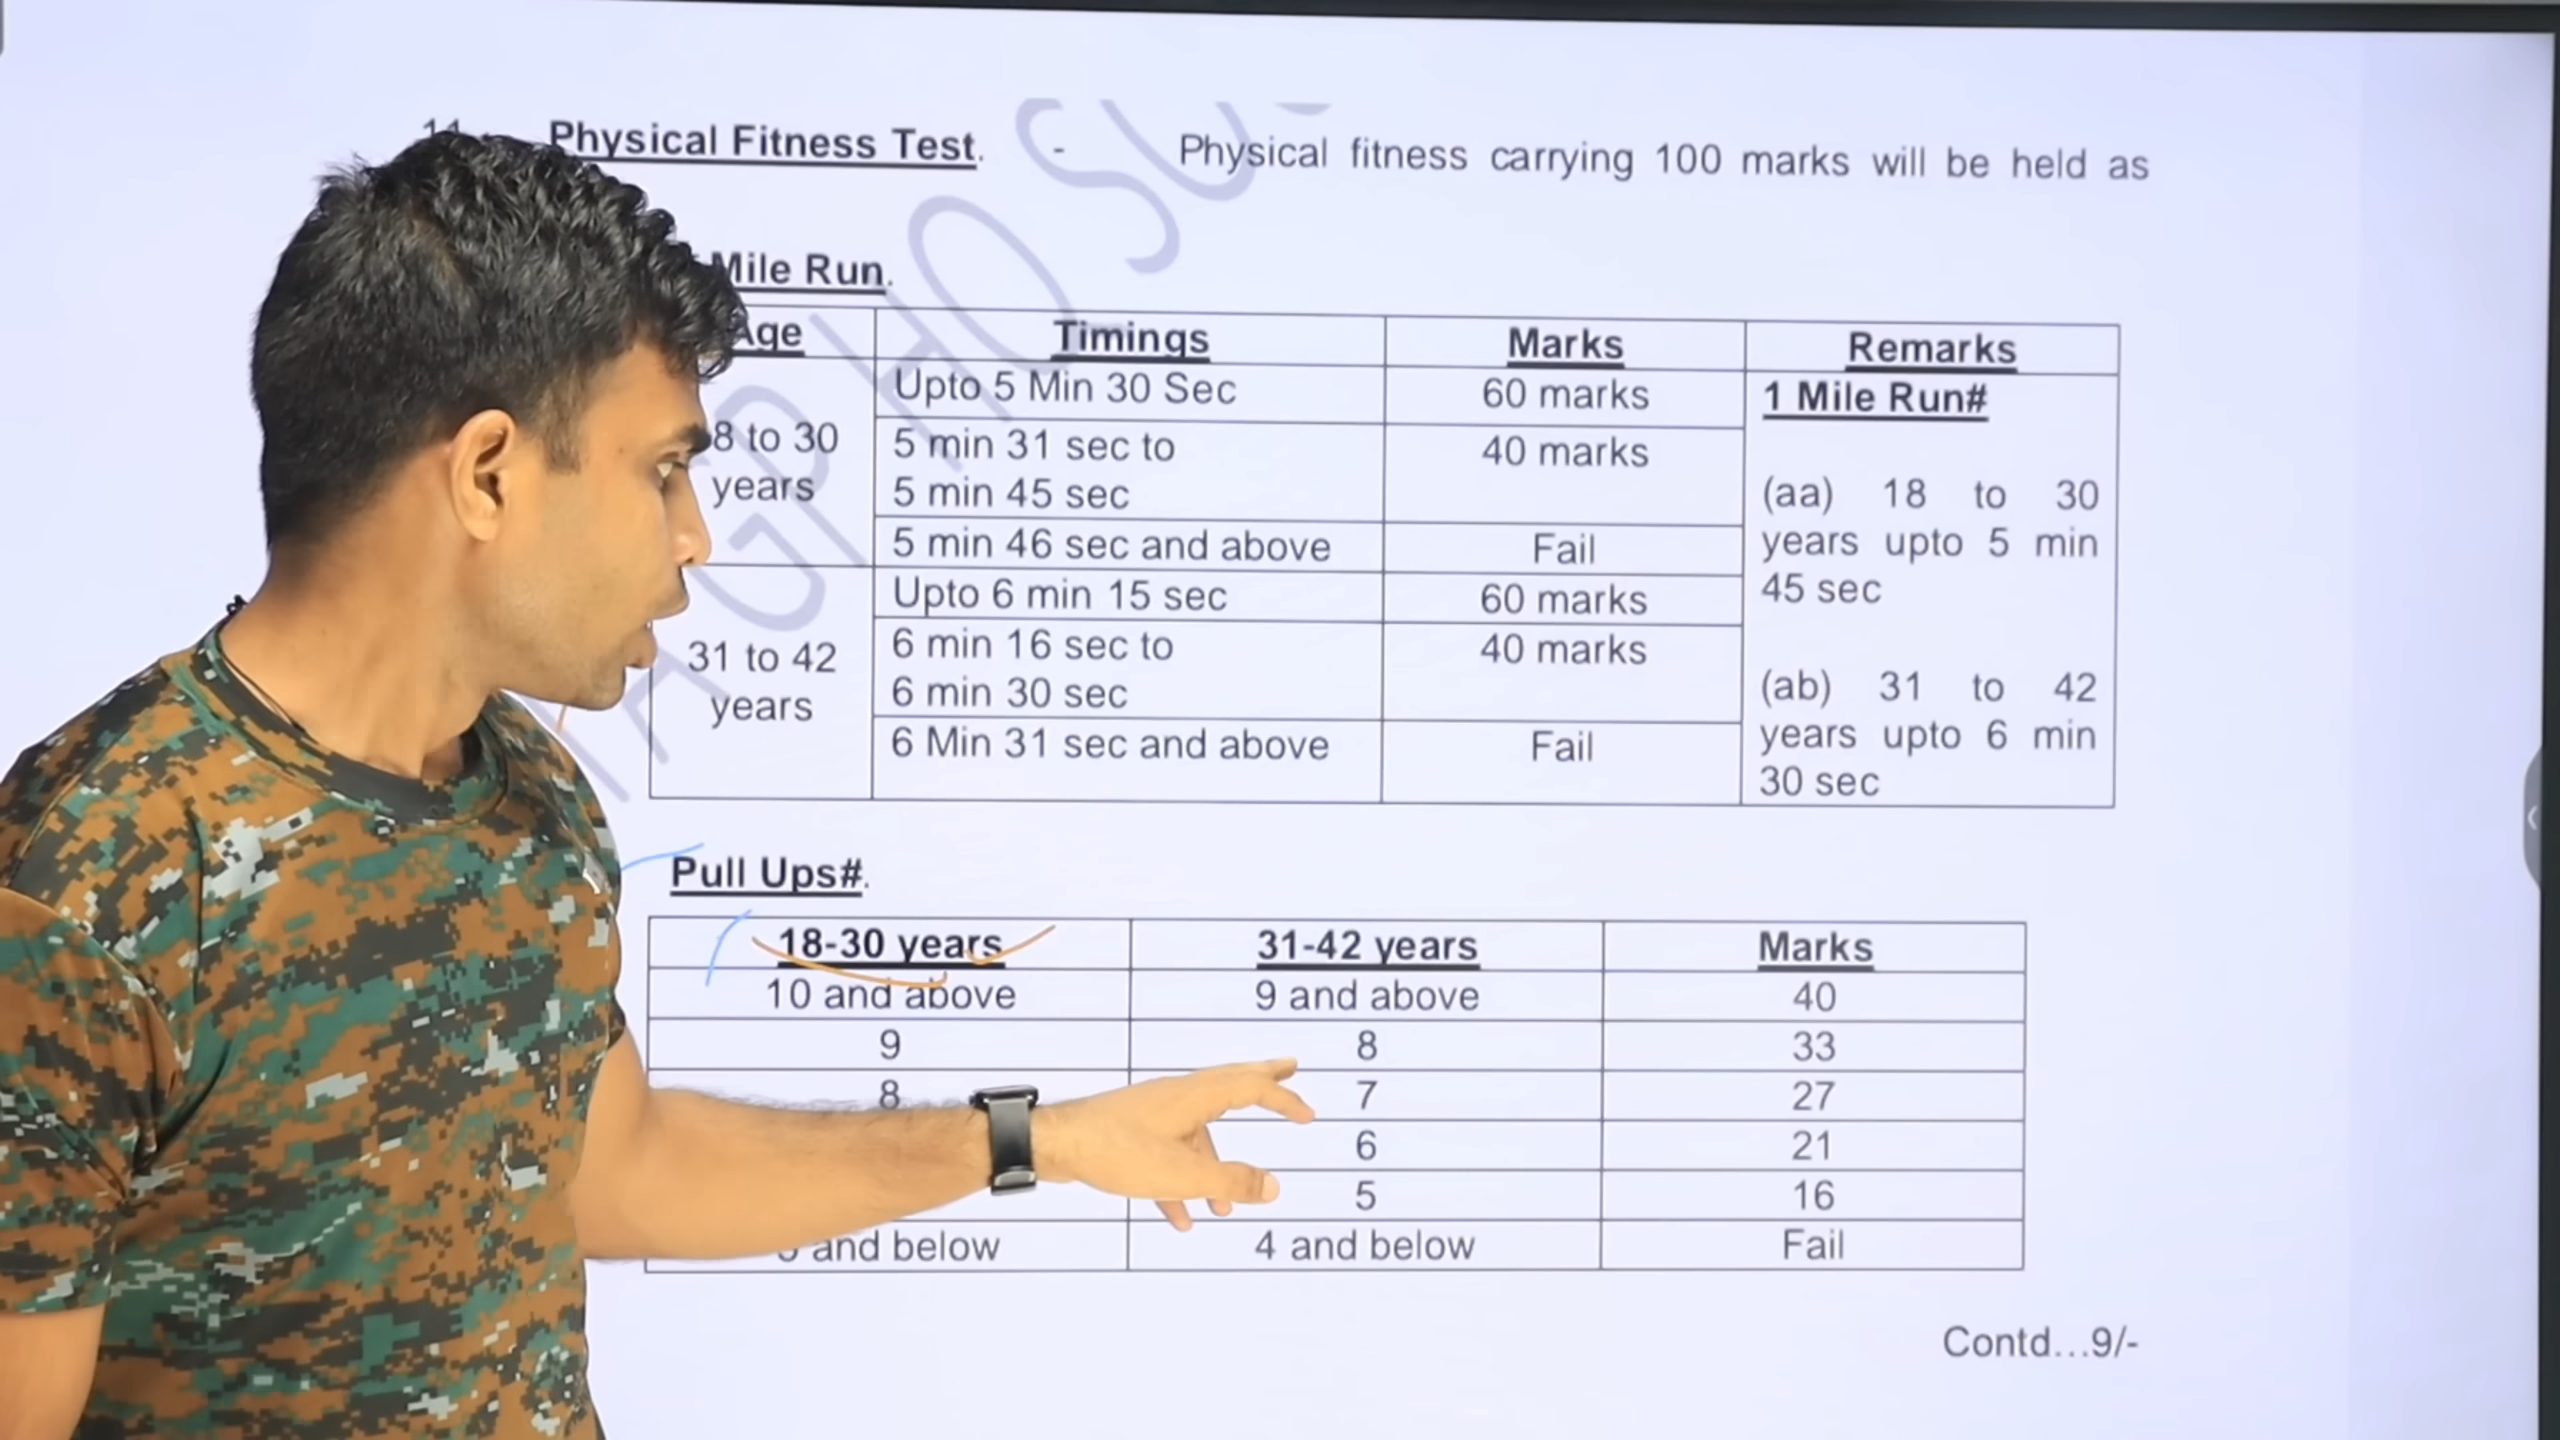 Physical Fitness Test. - Physical fitness carrying 100 marks will be held as
Mile Run.
Age Timings Marks Remarks
8 to 30 years
Upto 5 Min 30 Sec 60 marks
5 min 31 sec to
5 min 45 sec 40 marks
5 min 46 sec and above Fail
31 to 42
years
Upto 6 min 15 sec 60 marks
6 min 16 sec to
6 min 30 sec 40 marks
6 Min 31 sec and above Fail
1 Mile Run#
(aa) 18 to 30
years upto 5 min
45 sec
(ab) 31 to 42
years upto 6 min
30 sec
Pull Ups#.
18-30 years 31-42 years Marks
10 and above 9 and above 40
9 8 33
8 7 27
6 21
5 16
and below 4 and below Fail
Contd...9/-